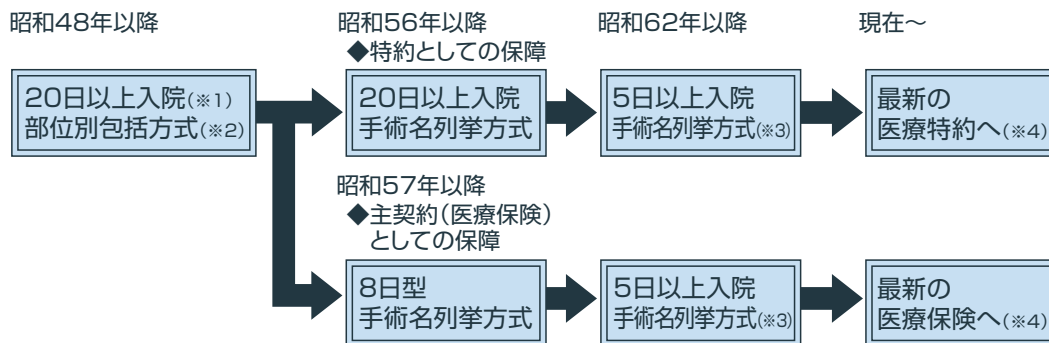 昭和48年以降
昭和56年以降
◆特約としての保障
昭和62年以降
現在～
20日以上入院(※1)
部位別包括方式(※2)
20日以上入院
手術名列挙方式
5日以上入院
手術名列挙方式(※3)
最新の
医療特約へ(※4)
昭和57年以降
◆主契約(医療保険)
としての保障
8日型
手術名列挙方式
5日以上入院
手術名列挙方式(※3)
最新の
医療保険へ(※4)